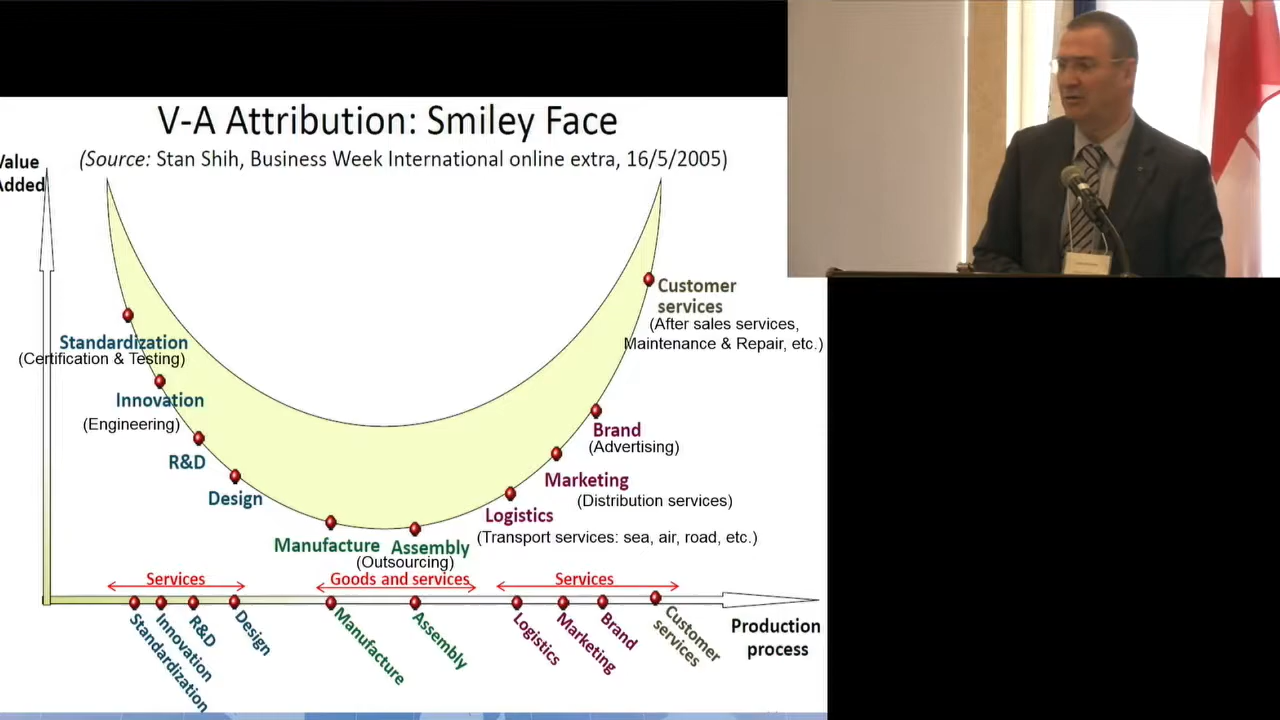 V-A Attribution: Smiley Face
(Source: Stan Shih, Business Week International online extra, 16/5/2005)
Value
Added
Customer
services
(After sales services,
Maintenance & Repair, etc.)
Standardization
(Certification & Testing)
Innovation
(Engineering)
Brand
(Advertising)
R&D
Marketing
Design
(Distribution services)
Logistics
(Transport services: sea, air, road, etc.)
Manufacture
Assembly
(Outsourcing)
Services
Goods and services
Services
Standardization
Innovation
R&D
Design
Manufacture
Assembly
Logistics
Marketing
Brand
Customer
services
Production
process